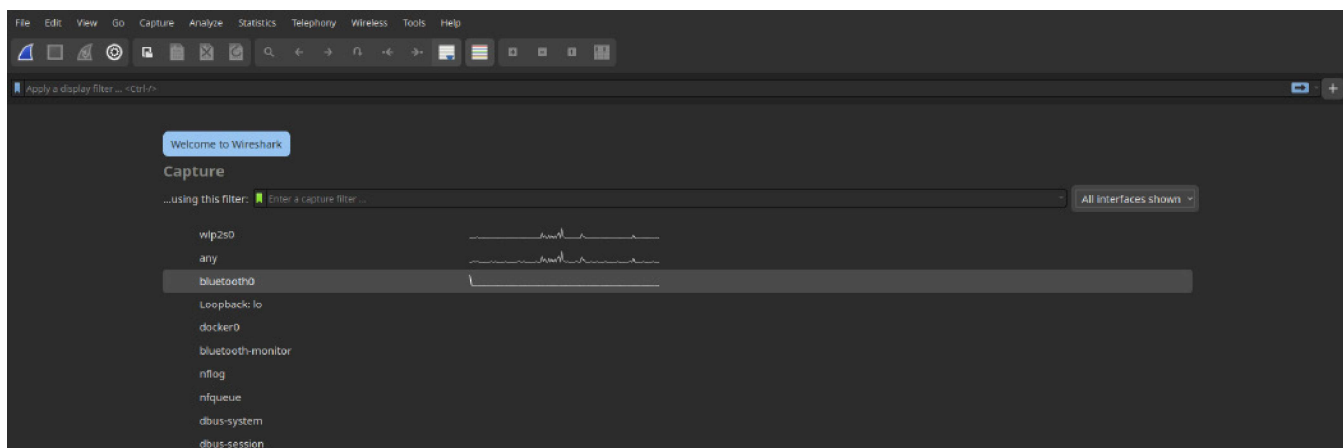 File Edit View Go Capture Analyze Statistics Telephony Wireless Tools Help
Apply a display filter ... <Ctrl-/>
Welcome to Wireshark
Capture
...using this filter: Enter a capture filter ... All interfaces shown
wlp2s0
any
bluetooth0
Loopback: lo
docker0
bluetooth-monitor
nflog
nfqueue
dbus-system
dbus-session